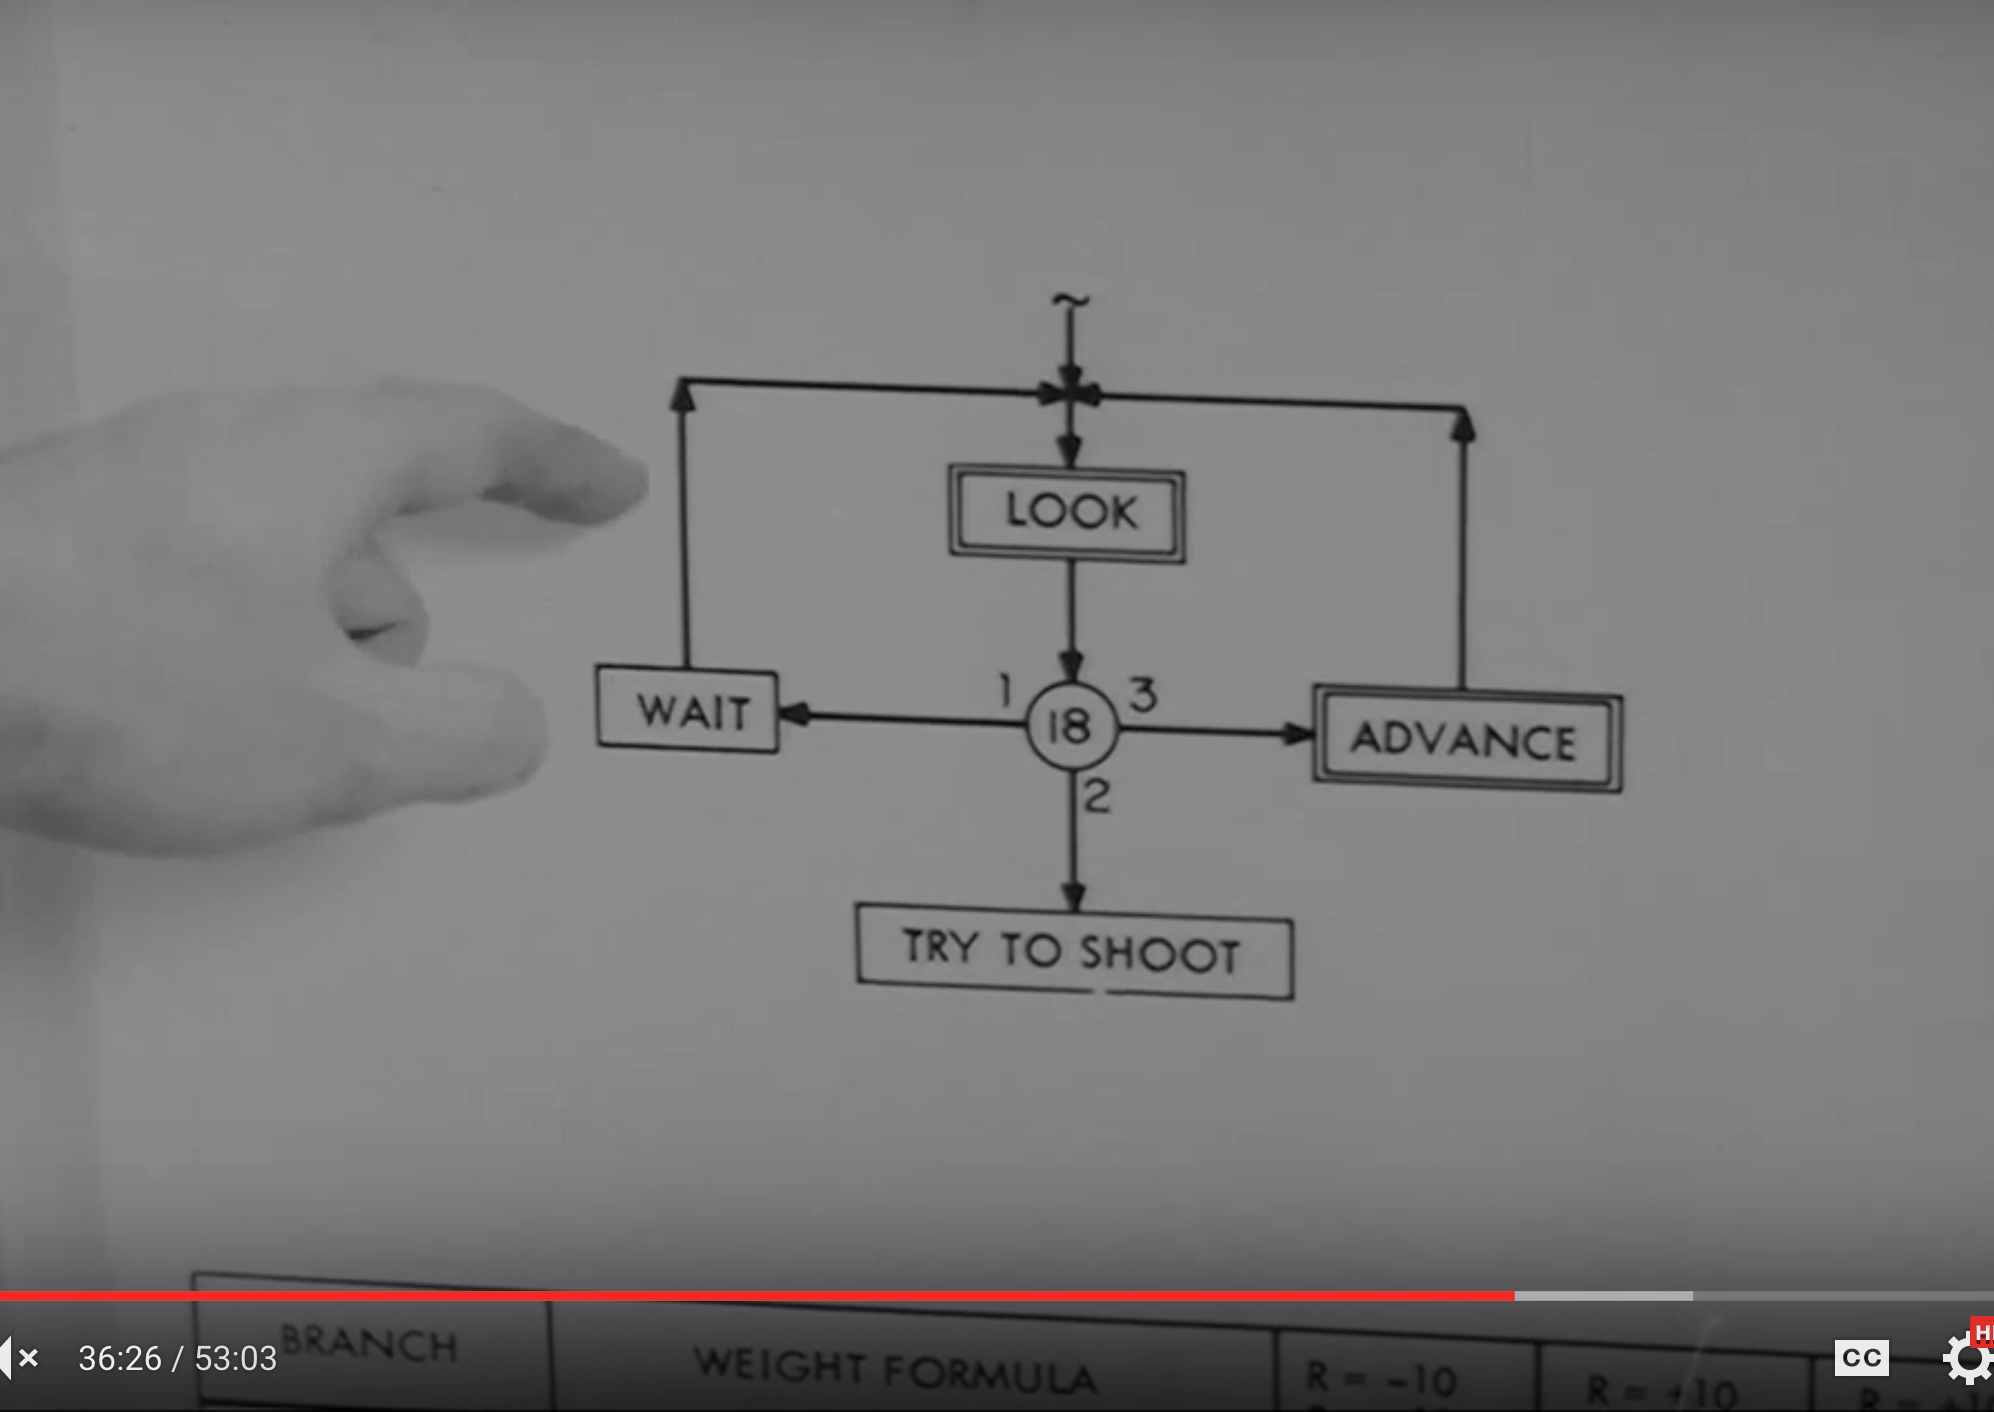 ~
LOOK
1
3
WAIT
18
ADVANCE
2
TRY TO SHOOT
BRANCH
WEIGHT FORMULA
R = -10
R = +10
36:26 / 53:03
CC